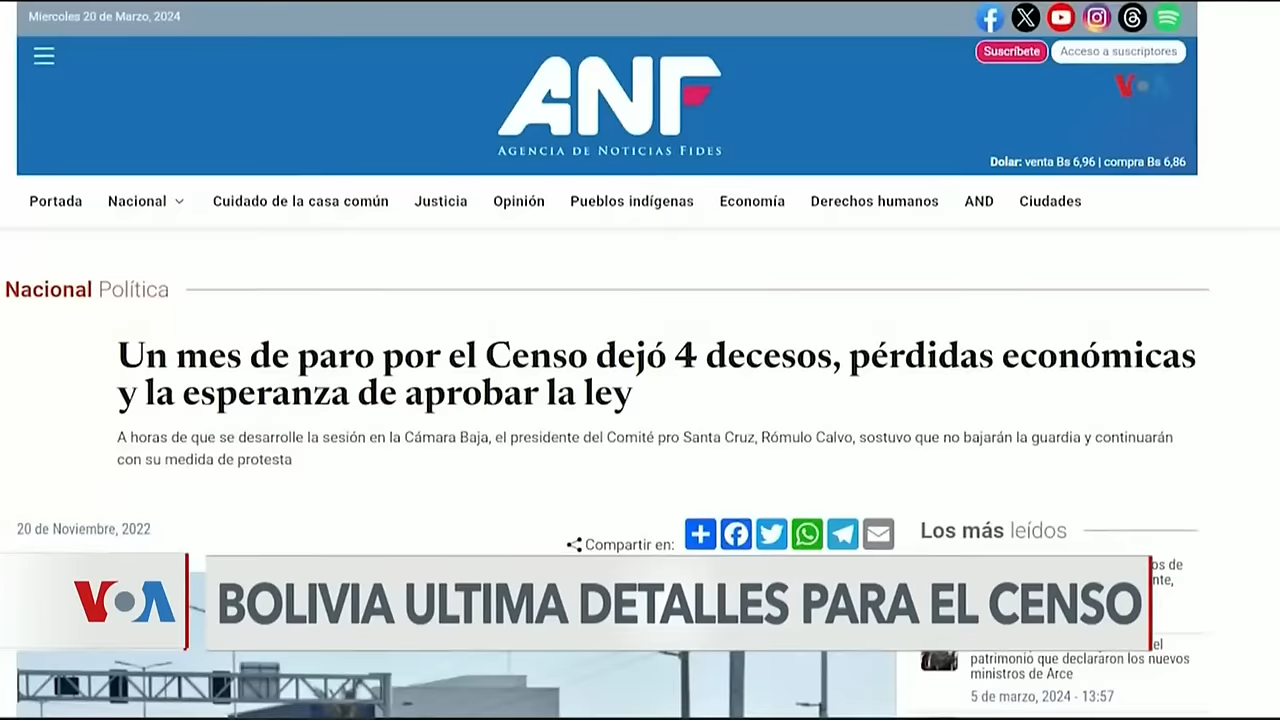 Miercoles 20 de Marzo, 2024
Suscríbete
Acceso a suscriptores
ANF
AGENCIA DE NOTICIAS FIDES
VOA
Dolar: venta Bs 6,96 | compra Bs 6,86
Portada Nacional Cuidado de la casa común Justicia Opinión Pueblos indígenas Economía Derechos humanos AND Ciudades
Nacional Política
Un mes de paro por el Censo dejó 4 decesos, pérdidas económicas
y la esperanza de aprobar la ley
A horas de que se desarrolle la sesión en la Cámara Baja, el presidente del Comité pro Santa Cruz, Rómulo Calvo, sostuvo que no bajarán la guardia y continuarán
con su medida de protesta
20 de Noviembre, 2022
Compartir en:
Los más leídos
os de
nte,
VOA
BOLIVIA ULTIMA DETALLES PARA EL CENSO
el
patrimonio que declararon los nuevos
ministros de Arce
5 de marzo, 2024 - 13:57